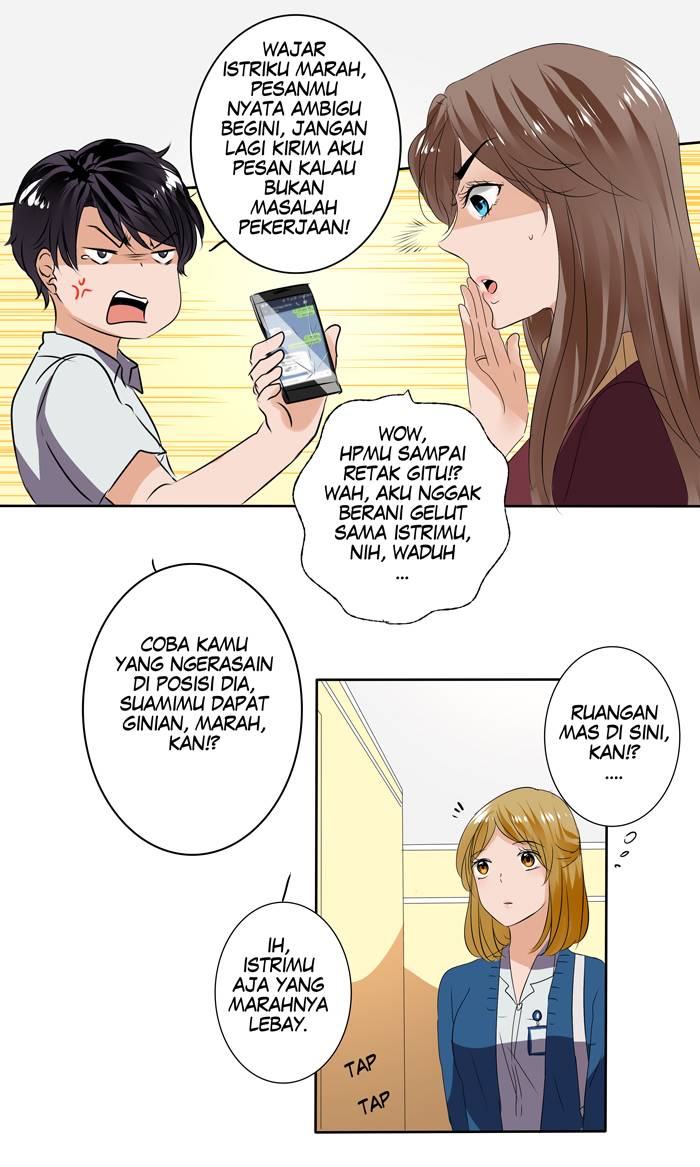 WAJAR
ISTRIKU MARAH,
PESANMU
NYATA AMBIGU
BEGINI, JANGAN
LAGI KIRIM AKU
PESAN KALAU
BUKAN
MASALAH
PEKERJAAN!
WOW,
HPMU SAMPAI
RETAK GITU!?
WAH, AKU NGGAK
BERANI GELUT
SAMA ISTRIMU,
NIH, WADUH
...
COBA KAMU
YANG NGERASAIN
DI POSISI DIA,
SUAMIMU DAPAT
GINIAN, MARAH,
KAN!?
RUANGAN
MAS DI SINI,
KAN!?
....
IH,
ISTRIMU
AJA YANG
MARAHNYA
LEBAY.
TAP
TAP